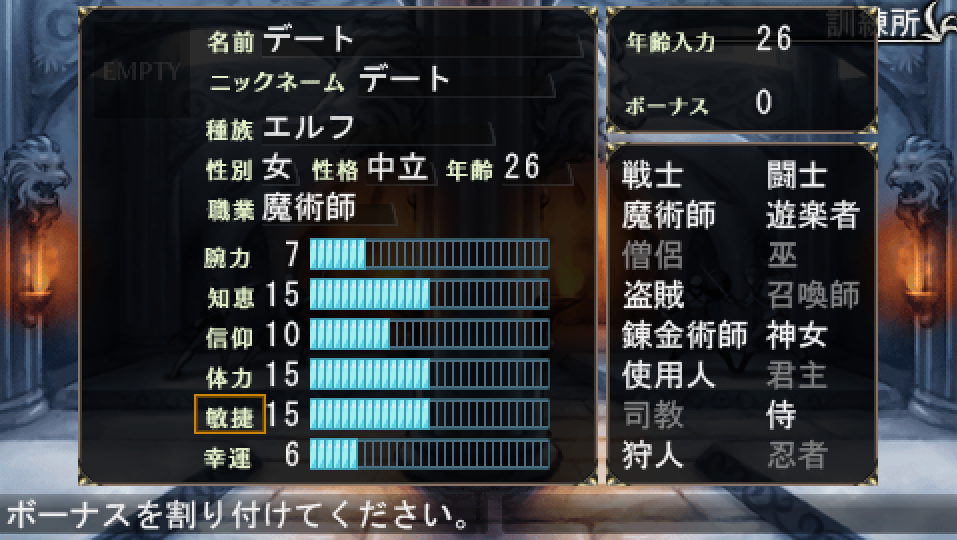 訓練所
EMPTY
名前 デート
ニックネーム デート
種族 エルフ
性別 女 性格 中立 年齢 26
職業 魔術師
腕力 7
知恵 15
信仰 10
体力 15
敏捷 15
幸運 6
年齢入力 26
ボーナス 0
戦士 闘士
魔術師 遊楽者
僧侶 巫
盗賊 召喚師
錬金術師 神女
使用人 君主
司教 侍
狩人 忍者
ボーナスを割り付けてください。